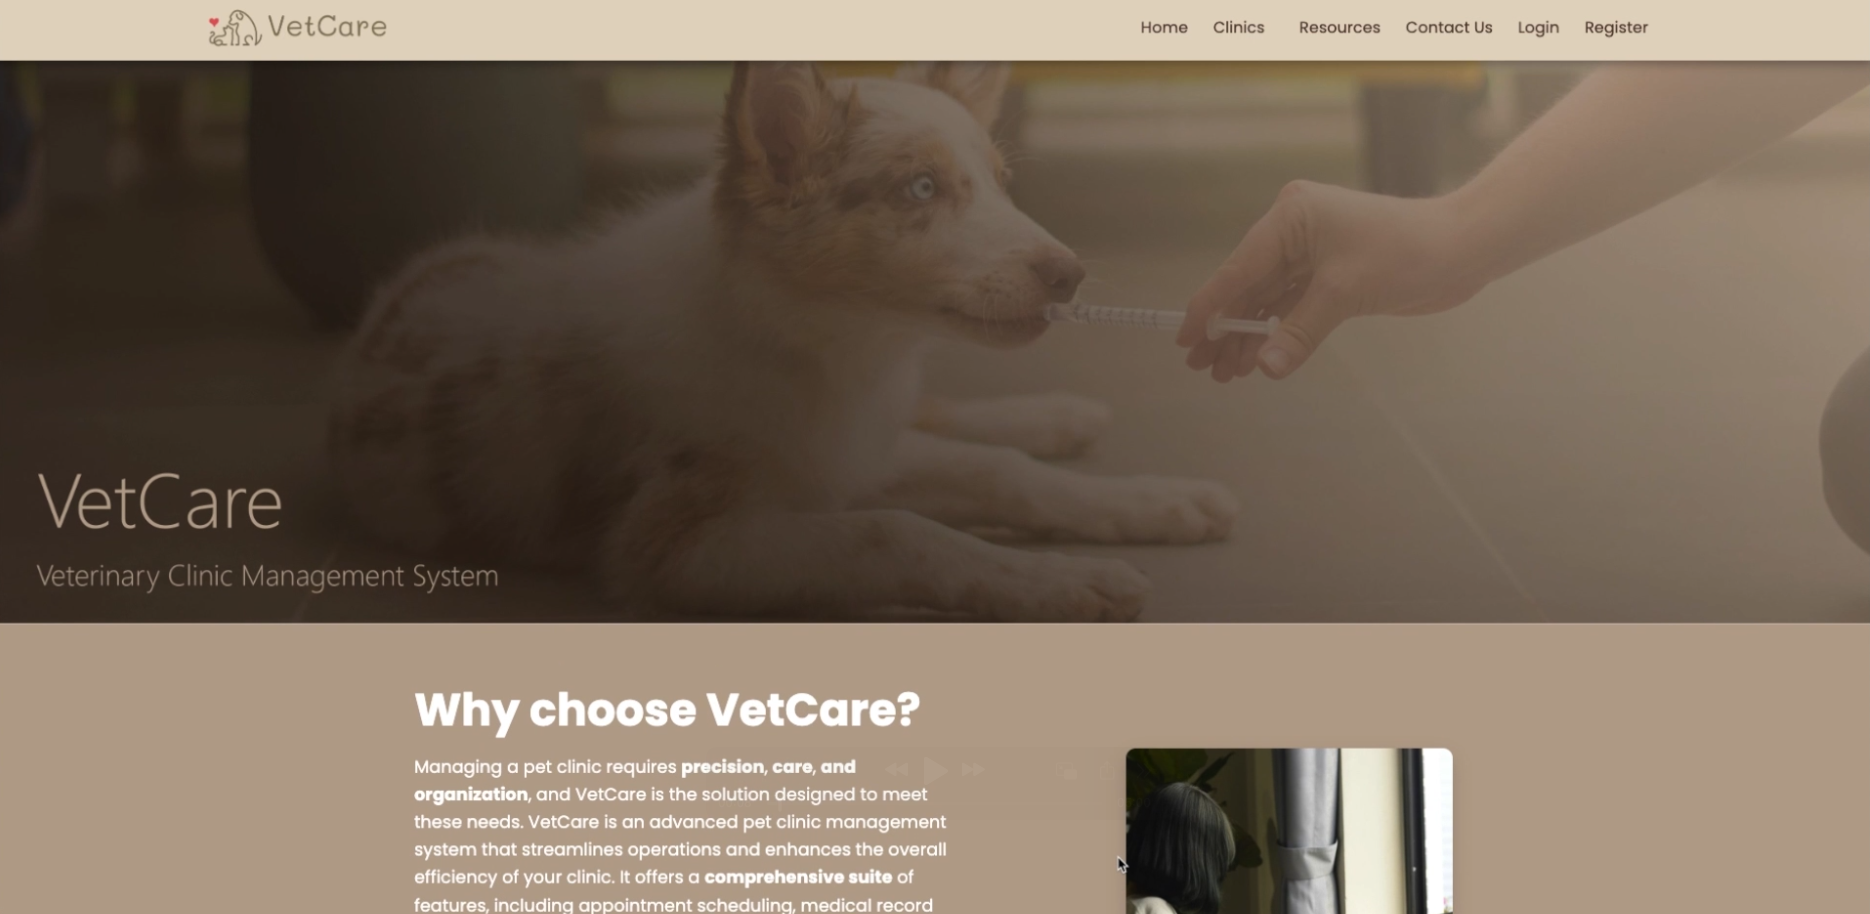 VetCare
Home Clinics Resources Contact Us Login Register
VetCare
Veterinary Clinic Management System
Why choose VetCare?
Managing a pet clinic requires precision, care, and
organization, and VetCare is the solution designed to meet
these needs. VetCare is an advanced pet clinic management
system that streamlines operations and enhances the overall
efficiency of your clinic. It offers a comprehensive suite of
features, including appointment scheduling, medical record